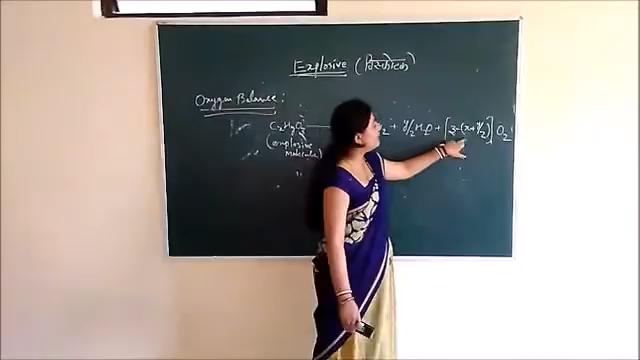 Explosive (विस्फोटक)
Oxygen Balance:
CxHyOz + y/2 H2O + [z-(x+y/2)] O2
(explosive
molecule)